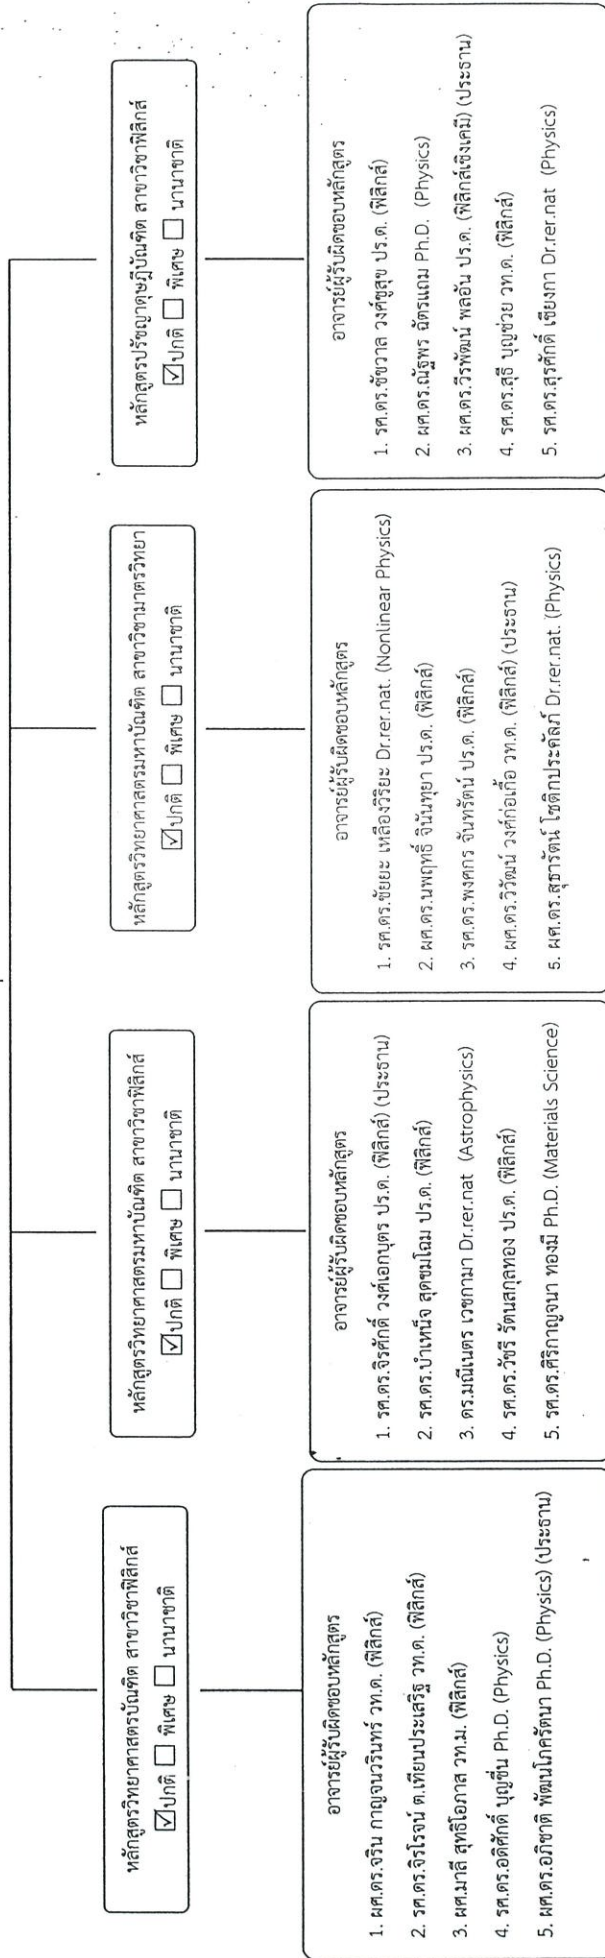 หลักสูตรวิทยาศาสตรบัณฑิต สาขาวิชาฟิสิกส์
☑ปกติ ☐ พิเศษ ☐ นานาชาติ
อาจารย์ผู้รับผิดชอบหลักสูตร
1. ผศ.ดร.จริน กาญจนวรินทร์ วท.ด. (ฟิสิกส์)
2. รศ.ดร.จิรโรจน์ ต.เทียนประเสริฐ วท.ด. (ฟิสิกส์)
3. ผศ.มาลี สุทธิโอภาส วท.ม. (ฟิสิกส์)
4. รศ.ดร.อดิศักดิ์ บุญชื่น Ph.D. (Physics)
5. ผศ.ดร.อภิชาติ พัฒนโภครัตนา Ph.D. (Physics) (ประธาน)
หลักสูตรวิทยาศาสตรมหาบัณฑิต สาขาวิชาฟิสิกส์
☑ปกติ ☐ พิเศษ ☐ นานาชาติ
อาจารย์ผู้รับผิดชอบหลักสูตร
1. รศ.ดร.จิรศักดิ์ วงศ์เอกบุตร ปร.ด. (ฟิสิกส์) (ประธาน)
2. รศ.ดร.บำเหน็จ สุดชมโฉม ปร.ด. (ฟิสิกส์)
3. ดร.มณีเนตร เวชกามา Dr.rer.nat (Astrophysics)
4. รศ.ดร.วัชรี รัตนสกุลทอง ปร.ด. (ฟิสิกส์)
5. รศ.ดร.ศิริกาญจนา ทองมี Ph.D. (Materials Science)
หลักสูตรวิทยาศาสตรมหาบัณฑิต สาขาวิชามาตรวิทยา
☑ปกติ ☐ พิเศษ ☐ นานาชาติ
อาจารย์ผู้รับผิดชอบหลักสูตร
1. รศ.ดร.ชัยยะ เหลืองวิริยะ Dr.rer.nat. (Nonlinear Physics)
2. ผศ.ดร.นพฤทธิ์ จินันทุยา ปร.ด. (ฟิสิกส์)
3. รศ.ดร.พงศกร จันทรัตน์ ปร.ด. (ฟิสิกส์)
4. ผศ.ดร.วิวัฒน์ วงศ์ก่อเกื้อ วท.ด. (ฟิสิกส์) (ประธาน)
5. ผศ.ดร.สุธารัตน์ โชติกประคัลภ์ Dr.rer.nat. (Physics)
หลักสูตรปรัชญาดุษฎีบัณฑิต สาขาวิชาฟิสิกส์
☑ปกติ ☐ พิเศษ ☐ นานาชาติ
อาจารย์ผู้รับผิดชอบหลักสูตร
1. รศ.ดร.ชัชวาล วงศ์ชูสุข ปร.ด. (ฟิสิกส์)
2. ผศ.ดร.ณัฐพร ฉัตรแถม Ph.D. (Physics)
3. ผศ.ดร.วีรพัฒน์ พลอัน ปร.ด. (ฟิสิกส์เชิงเคมี) (ประธาน)
4. รศ.ดร.สุธี บุญช่วย วท.ด. (ฟิสิกส์)
5. รศ.ดร.สุรศักดิ์ เชียงกา Dr.rer.nat (Physics)